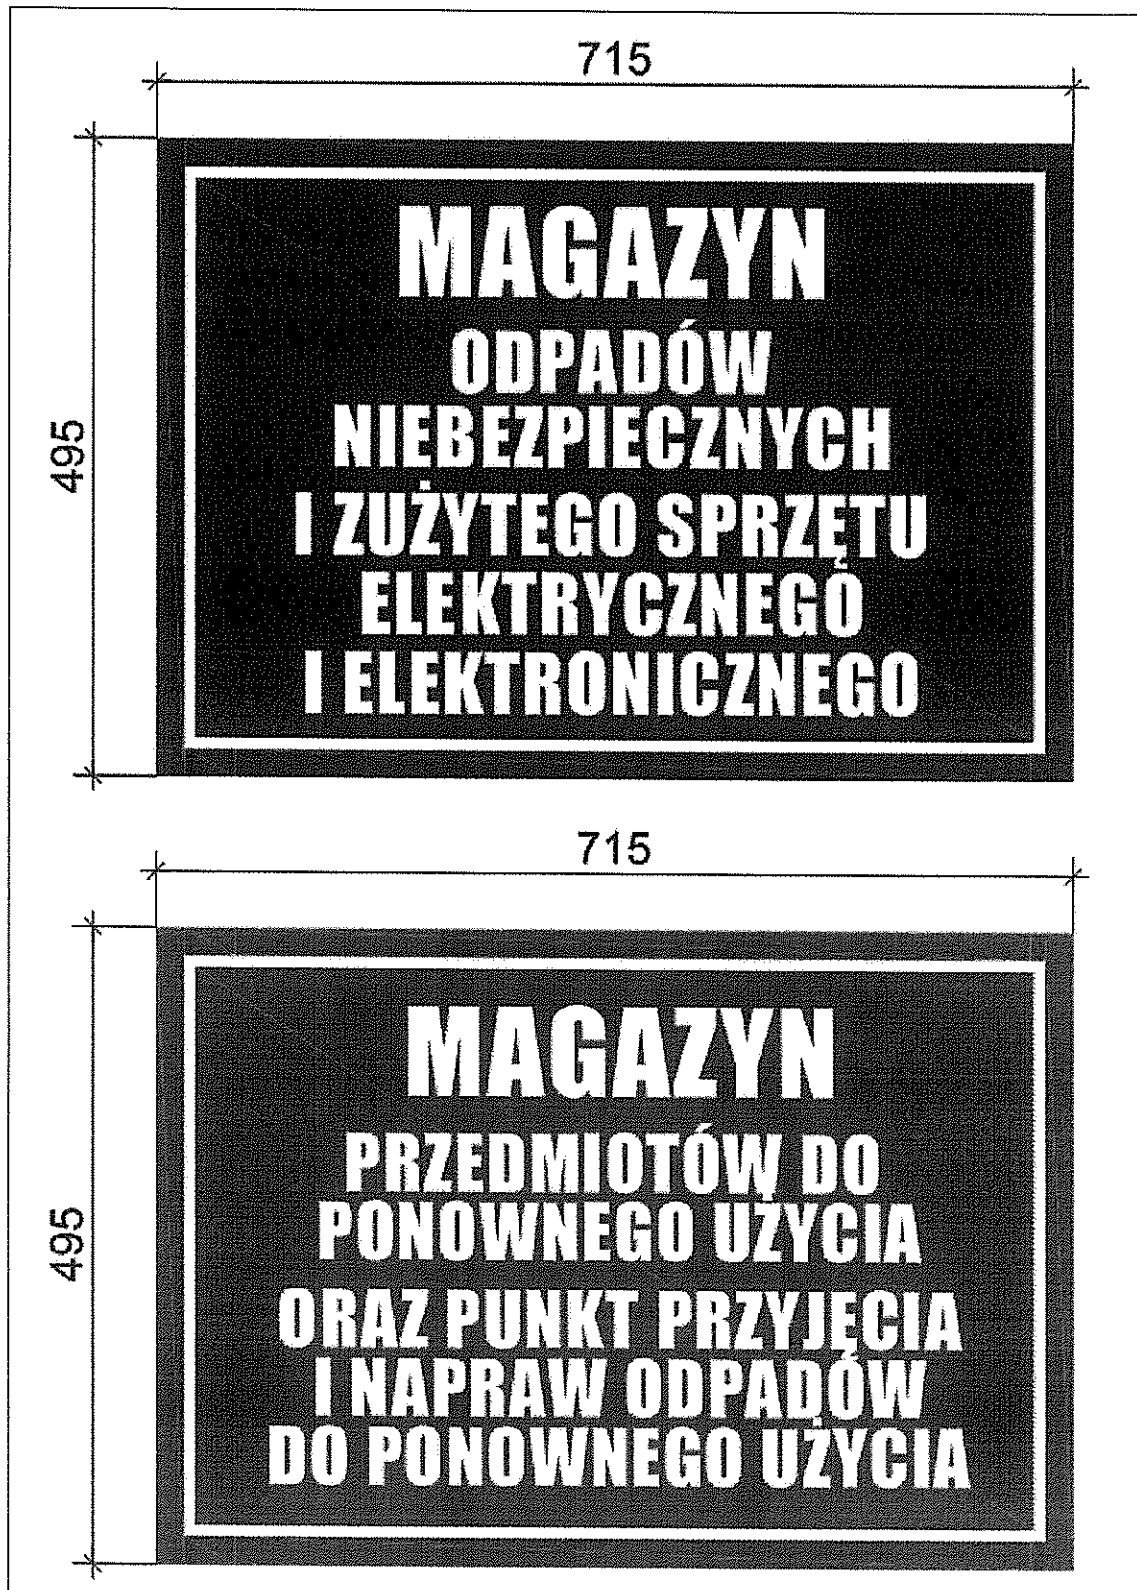 715
495
MAGAZYN
ODPADÓW
NIEBEZPIECZNYCH
I ZUŻYTEGO SPRZĘTU
ELEKTRYCZNEGO
I ELEKTRONICZNEGO
715
495
MAGAZYN
PRZEDMIOTÓW DO
PONOWNEGO UŻYCIA
ORAZ PUNKT PRZYJĘCIA
I NAPRAW ODPADÓW
DO PONOWNEGO UŻYCIA